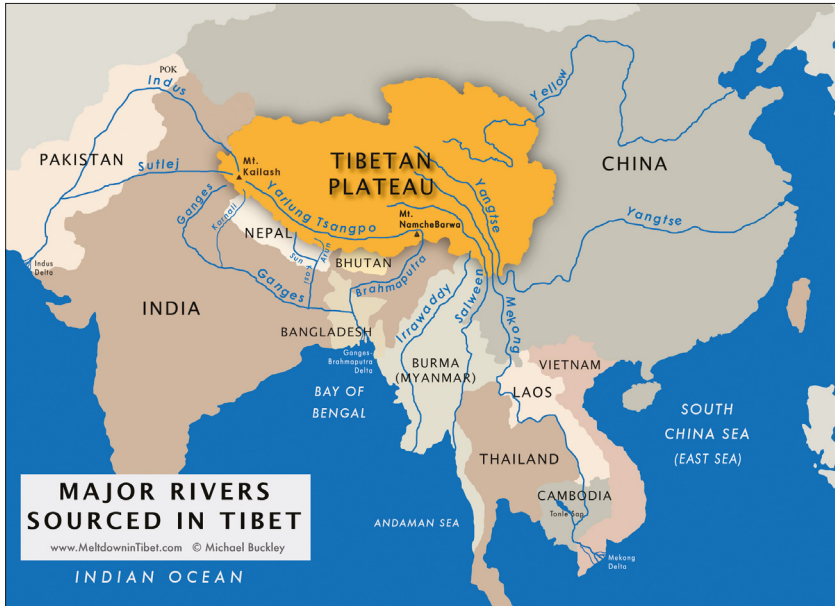 POK
Indus
Yellow
PAKISTAN
Sutlej
Mt.
Kailash
TIBETAN
PLATEAU
CHINA
Ganges
Karnali
Yarlung Tsangpo
Mt.
NamcheBarwa
Yangtse
Yangtse
NEPAL
Sun
Kosi
Arun
BHUTAN
Brahmaputra
Indus
Delta
INDIA
Ganges
BANGLADESH
Irrawaddy
Salween
Mekong
Ganges-
Brahmaputra
Delta
BURMA
(MYANMAR)
VIETNAM
LAOS
BAY OF
BENGAL
SOUTH
CHINA SEA
(EAST SEA)
THAILAND
CAMBODIA
Tonle Sap
MAJOR RIVERS
SOURCED IN TIBET
www.MeltdowninTibet.com © Michael Buckley
ANDAMAN SEA
Mekong
Delta
INDIAN OCEAN